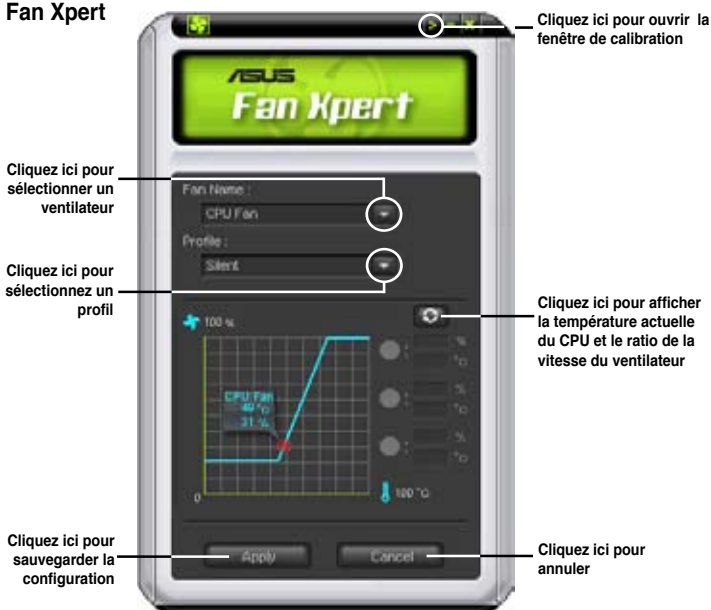 Fan Xpert
Cliquez ici pour ouvrir la
fenêtre de calibration
ASUS
Fan Xpert
Cliquez ici pour
sélectionner un
ventilateur
Fan Name :
CPU Fan
Profile :
Silent
Cliquez ici pour
sélectionnez un
profil
Cliquez ici pour afficher
la température actuelle
du CPU et le ratio de la
vitesse du ventilateur
100 %
: %
°C
: %
°C
: %
°C
CPU Fan
49 °C
31 %
0
100 °C
Cliquez ici pour
sauvegarder la
configuration
Apply
Cancel
Cliquez ici pour
annuler